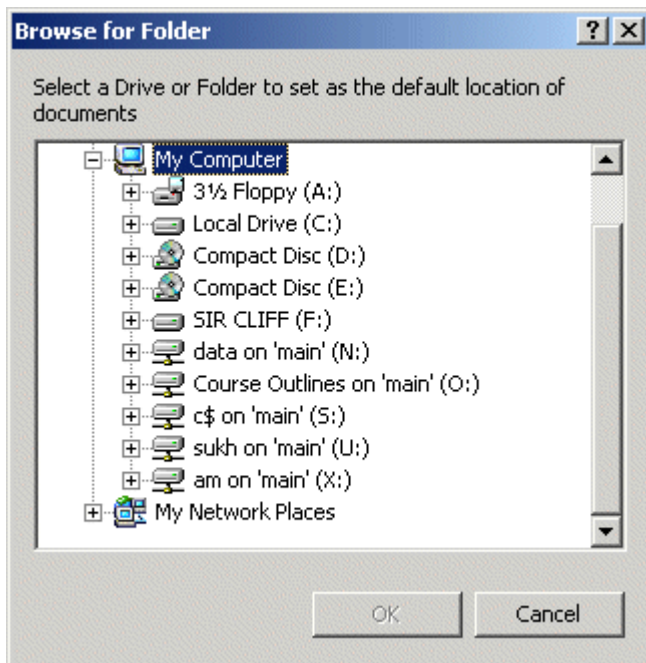 Browse for Folder
Select a Drive or Folder to set as the default location of
documents
My Computer
3½ Floppy (A:)
Local Drive (C:)
Compact Disc (D:)
Compact Disc (E:)
SIR CLIFF (F:)
data on 'main' (N:)
Course Outlines on 'main' (O:)
c$ on 'main' (S:)
sukh on 'main' (U:)
am on 'main' (X:)
My Network Places
OK Cancel